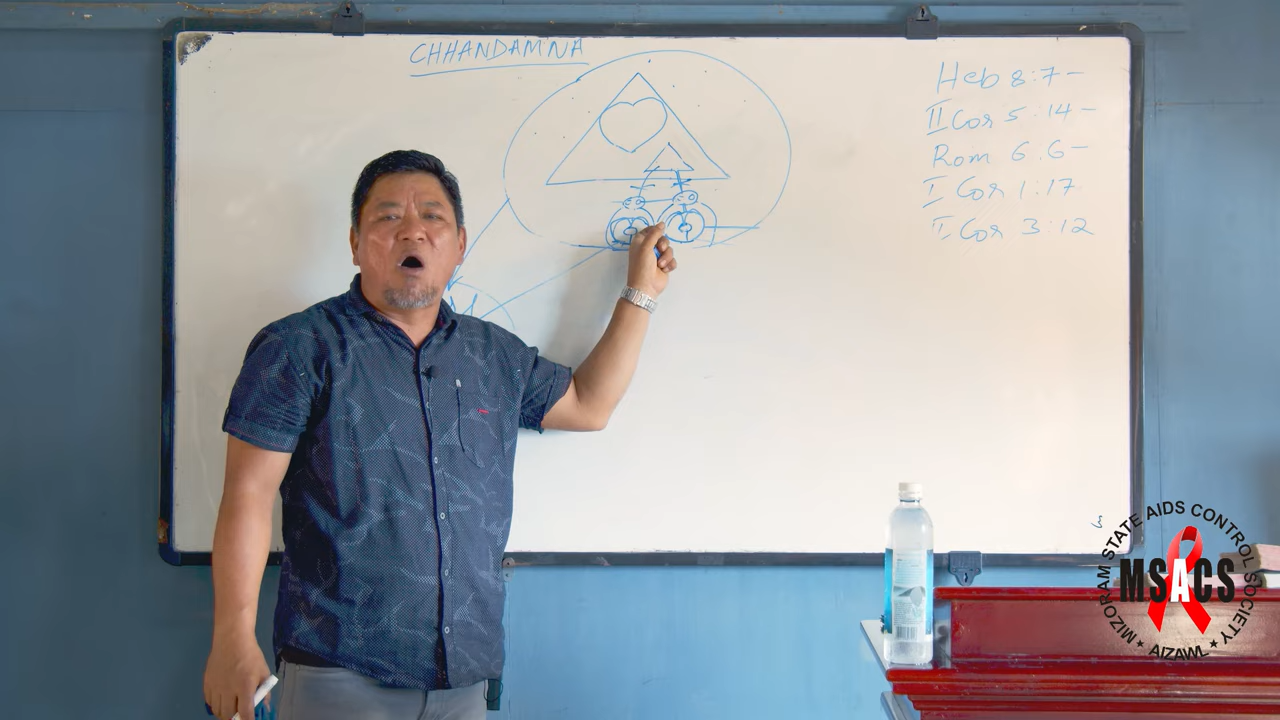 CHHANDAMNA
Heb 8:7-
II Cor 5:14-
Rom 6.6-
I Cor 1:17
II Cor 3:12
MIZORAM STATE AIDS CONTROL SOCIETY
MSACS
★ AIZAWL ★